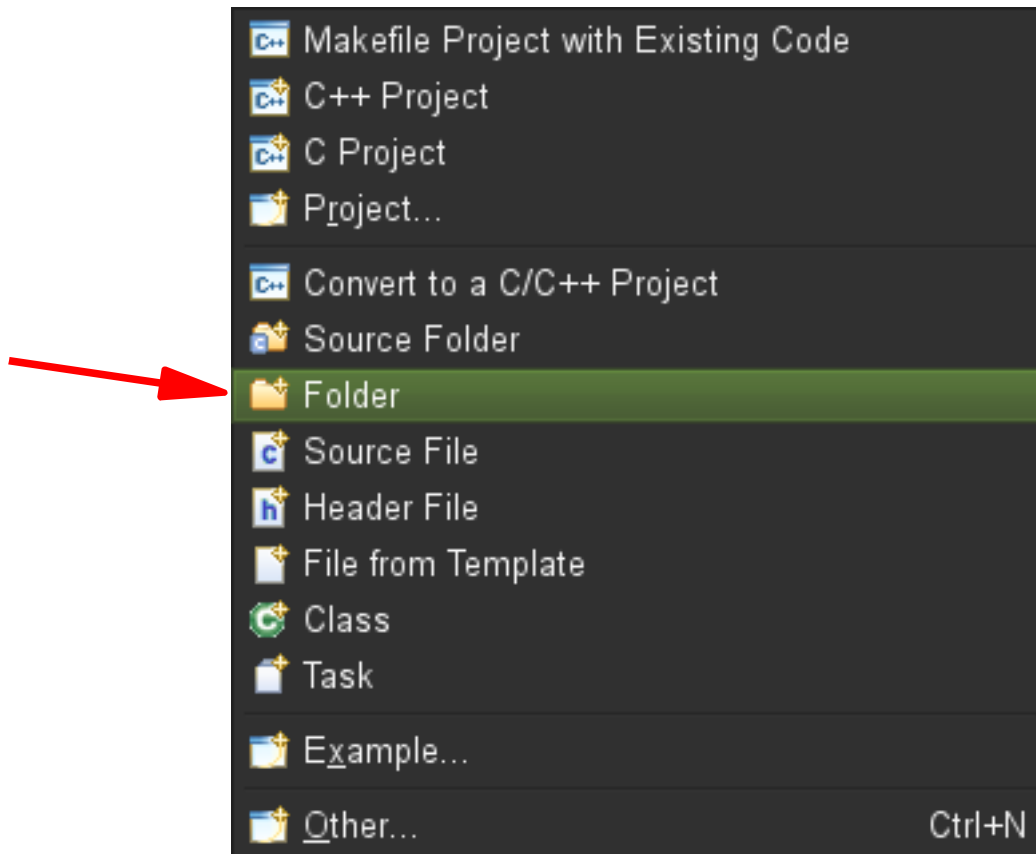 C++ Makefile Project with Existing Code
C++ C++ Project
C++ C Project
Project...
C++ Convert to a C/C++ Project
c Source Folder
Folder
c Source File
h Header File
File from Template
C Class
Task
Example...
Other... Ctrl+N